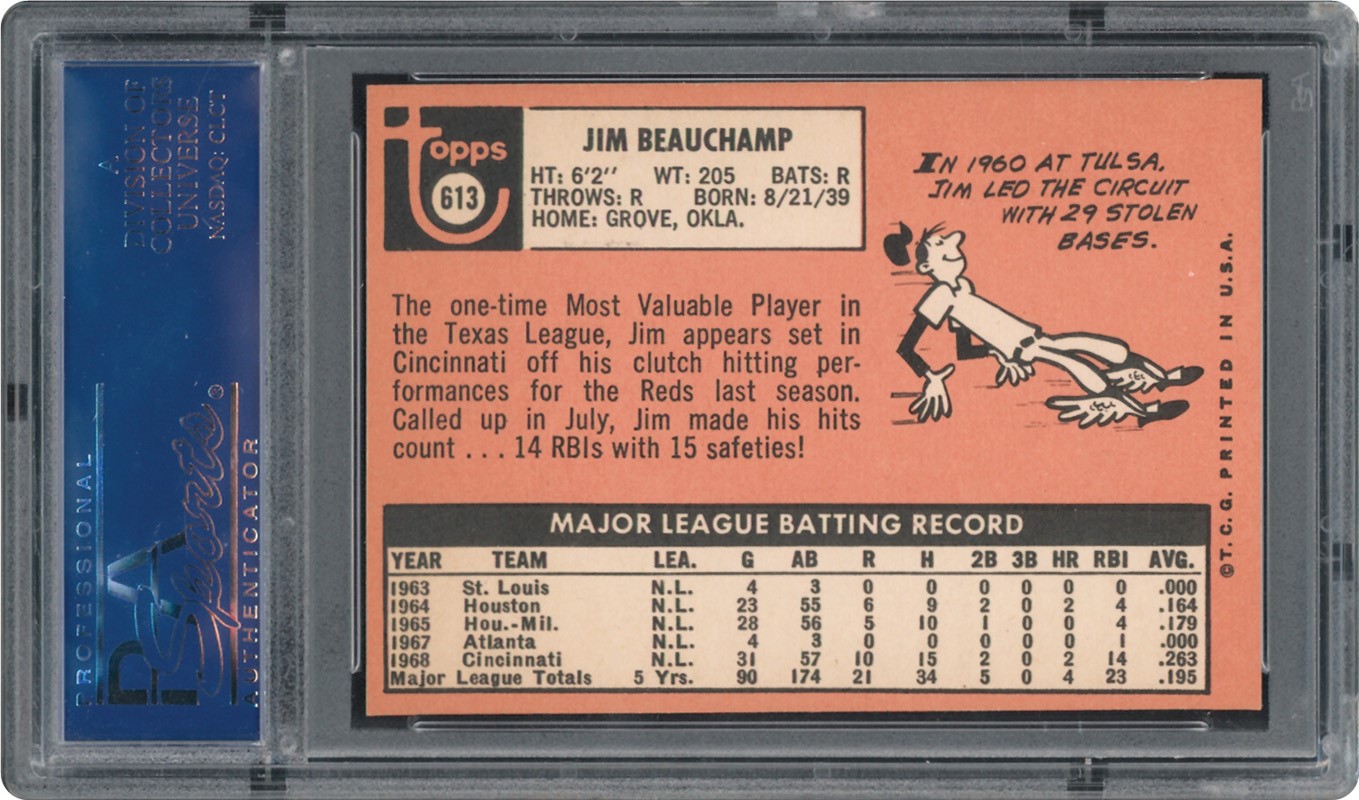 A
DIVISION OF
COLLECTORS
UNIVERSE
NASDAQ: CLCT
PROFESSIONAL
PSA
Sports®
AUTHENTICATOR
topps
613
JIM BEAUCHAMP
HT: 6'2'' WT: 205 BATS: R
THROWS: R BORN: 8/21/39
HOME: GROVE, OKLA.
IN 1960 AT TULSA,
JIM LED THE CIRCUIT
WITH 29 STOLEN
BASES.
The one-time Most Valuable Player in
the Texas League, Jim appears set in
Cincinnati off his clutch hitting per-
formances for the Reds last season.
Called up in July, Jim made his hits
count . . . 14 RBIs with 15 safeties!
©T. C. G. PRINTED IN U.S.A.
MAJOR LEAGUE BATTING RECORD
YEAR TEAM LEA. G AB R H 2B 3B HR RBI AVG.
1963 St. Louis N.L. 4 3 0 0 0 0 0 0 .000
1964 Houston N.L. 23 55 6 9 2 0 2 4 .164
1965 Hou.-Mil. N.L. 28 56 5 10 1 0 0 4 .179
1967 Atlanta N.L. 4 3 0 0 0 0 0 1 .000
1968 Cincinnati N.L. 31 57 10 15 2 0 2 14 .263
Major League Totals 5 Yrs. 90 174 21 34 5 0 4 23 .195